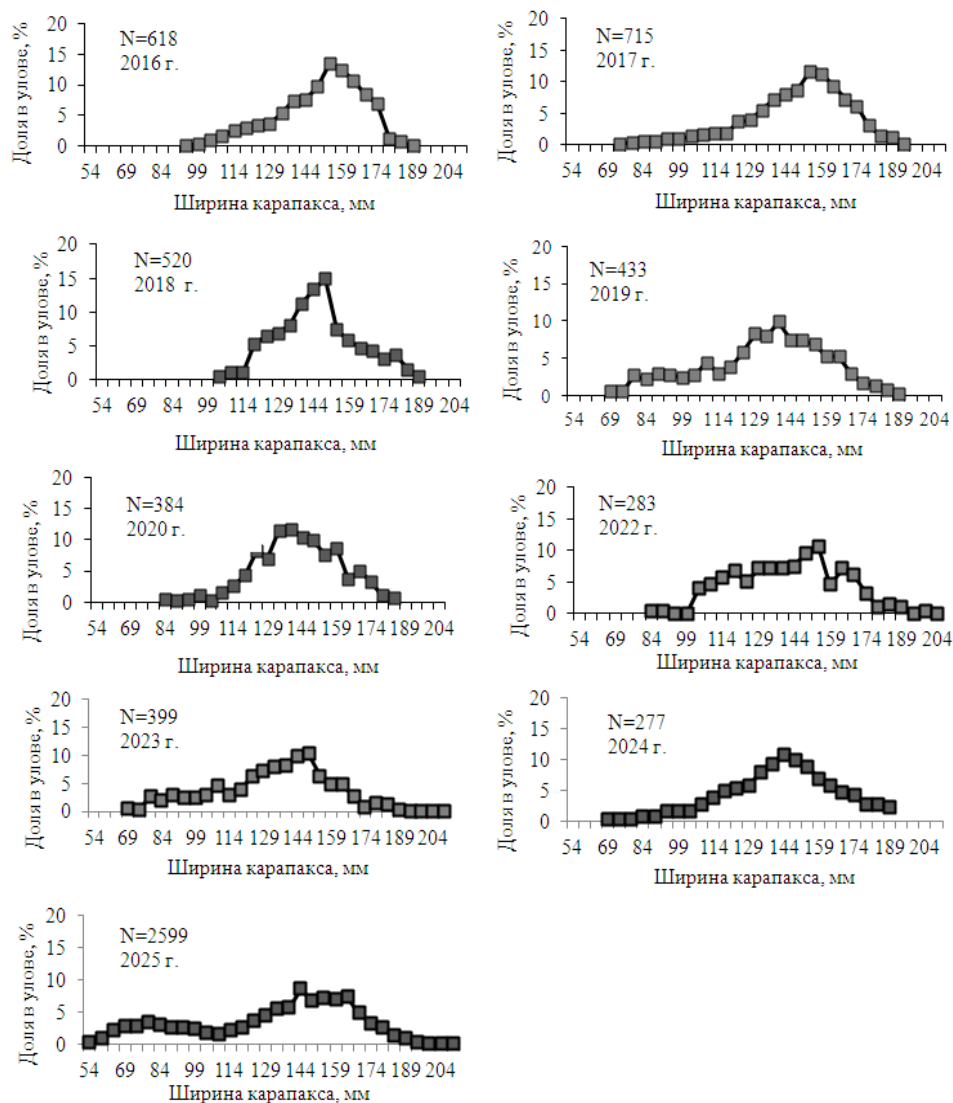 Доля в улове, %
20
15
10
5
0
N=618
2016 г.
54 69 84 99 114 129 144 159 174 189 204
Ширина карапакса, мм
Доля в улове, %
20
15
10
5
0
N=715
2017 г.
54 69 84 99 114 129 144 159 174 189 204
Ширина карапакса, мм
Доля в улове, %
20
15
10
5
0
N=520
2018 г.
54 69 84 99 114 129 144 159 174 189 204
Ширина карапакса, мм
Доля в улове, %
20
15
10
5
0
N=433
2019 г.
54 69 84 99 114 129 144 159 174 189 204
Ширина карапакса, мм
Доля в улове, %
20
15
10
5
0
N=384
2020 г.
54 69 84 99 114 129 144 159 174 189 204
Ширина карапакса, мм
Доля в улове, %
20
15
10
5
0
N=283
2022 г.
54 69 84 99 114 129 144 159 174 189 204
Ширина карапакса, мм
Доля в улове, %
20
15
10
5
0
N=399
2023 г.
54 69 84 99 114 129 144 159 174 189 204
Ширина карапакса, мм
Доля в улове, %
20
15
10
5
0
N=277
2024 г.
54 69 84 99 114 129 144 159 174 189 204
Ширина карапакса, мм
Доля в улове, %
20
15
10
5
0
N=2599
2025 г.
54 69 84 99 114 129 144 159 174 189 204
Ширина карапакса, мм